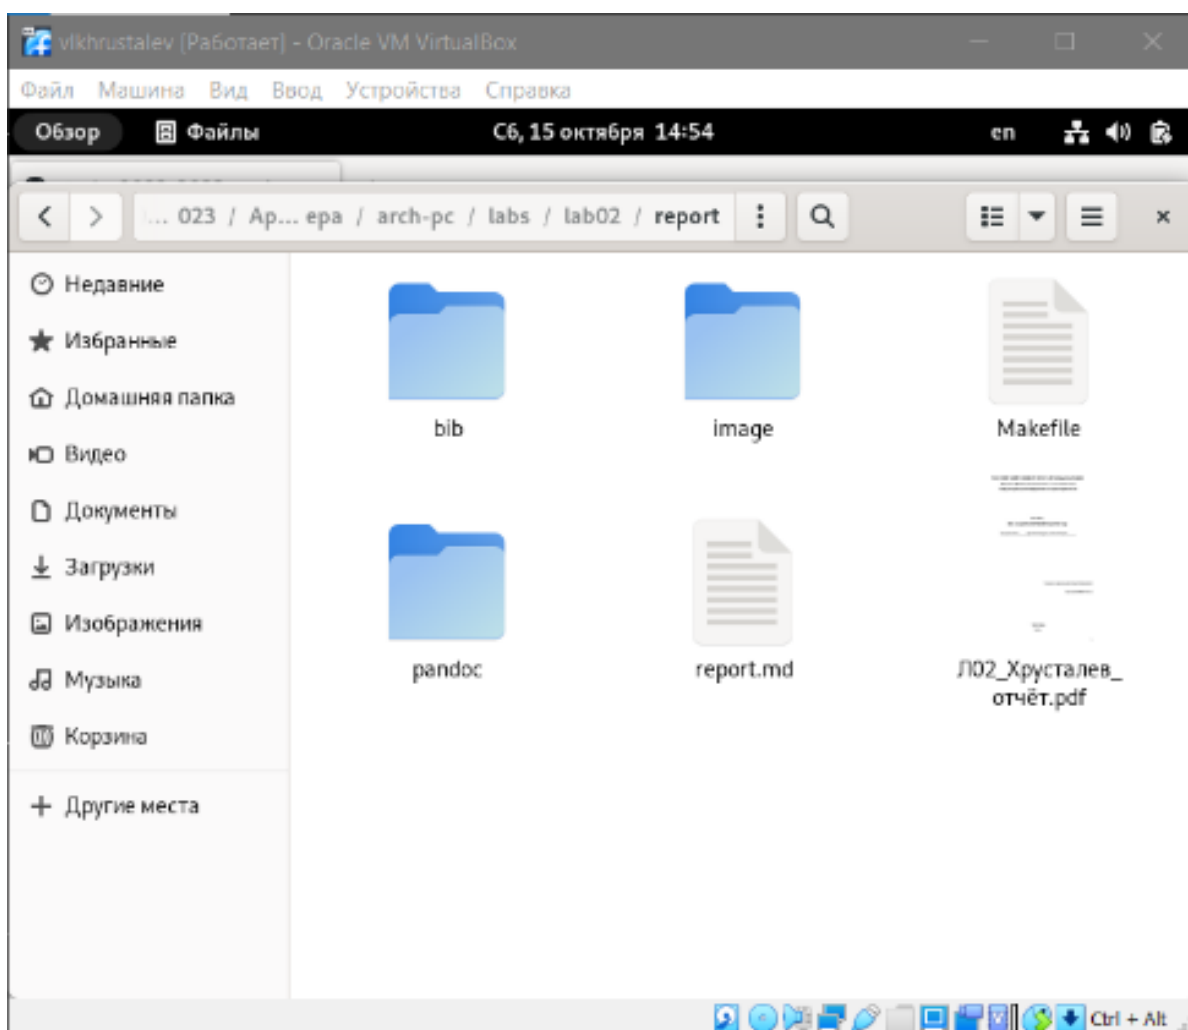 vlkhrustalev [Работает] - Oracle VM VirtualBox
Файл Машина Вид Ввод Устройства Справка
Обзор Файлы Сб, 15 октября 14:54 en
... 023 / Ap... epa / arch-pc / labs / lab02 / report
Недавние
Избранные
Домашняя папка
Видео
Документы
Загрузки
Изображения
Музыка
Корзина
Другие места
bib image Makefile
pandoc report.md Л02_Хрусталев_
отчёт.pdf
Ctrl + Alt